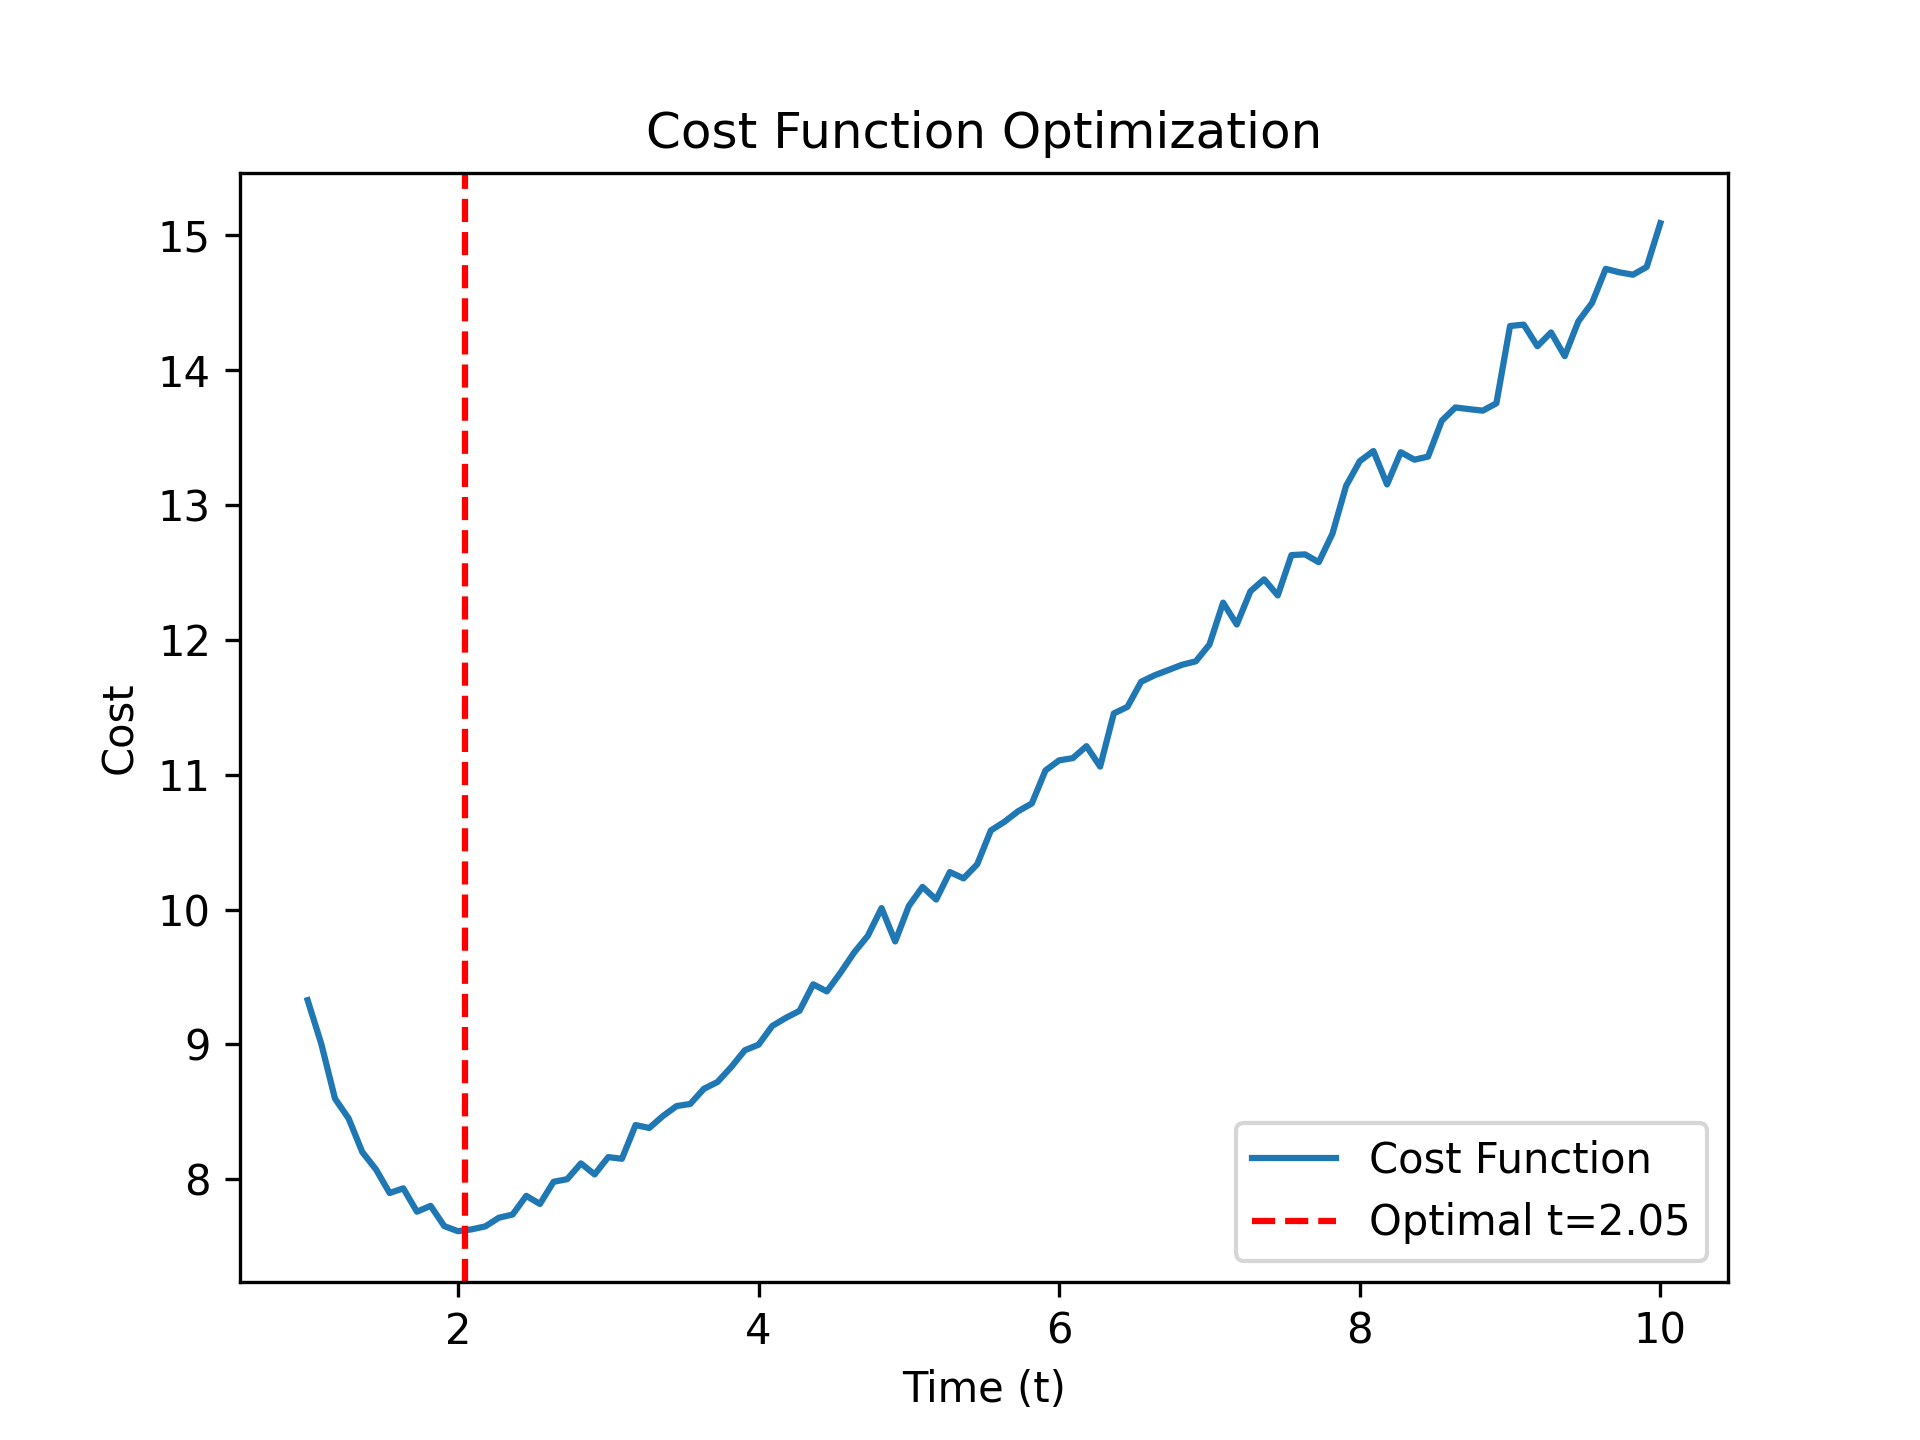 Cost Function Optimization
15
14
13
12
11
10
9
8
Cost
2 4 6 8 10
Time (t)
Cost Function
Optimal t=2.05